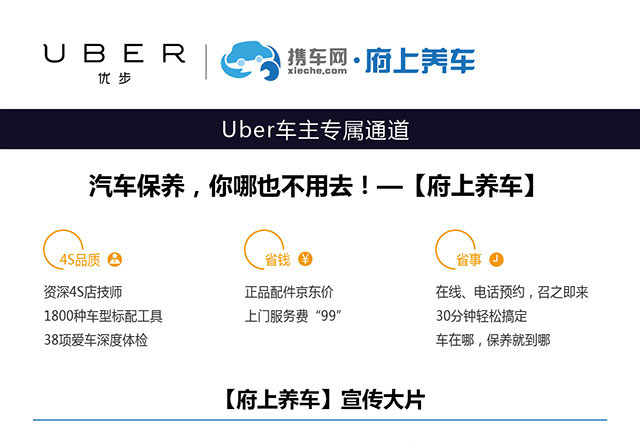 UBER
优步
携车网
xieche.com
·府上养车
Uber车主专属通道
汽车保养，你哪也不用去！—【府上养车】
4S品质
资深4S店技师
1800种车型标配工具
38项爱车深度体检
省钱 ¥
正品配件京东价
上门服务费“99”
省事
在线、电话预约，召之即来
30分钟轻松搞定
车在哪，保养就到哪
【府上养车】宣传大片